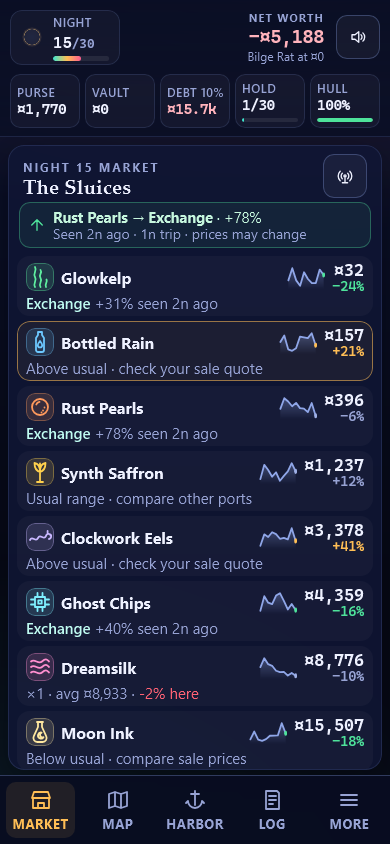 NIGHT
15/30
NET WORTH
−¤5,188
Bilge Rat at ¤0
PURSE
¤1,770
VAULT
¤0
DEBT 10%
¤15.7k
HOLD
1/30
HULL
100%
NIGHT 15 MARKET
The Sluices
Rust Pearls → Exchange · +78%
Seen 2n ago · 1n trip · prices may change
Glowkelp
¤32
−24%
Exchange +31% seen 2n ago
Bottled Rain
¤157
+21%
Above usual · check your sale quote
Rust Pearls
¤396
−6%
Exchange +78% seen 2n ago
Synth Saffron
¤1,237
+12%
Usual range · compare other ports
Clockwork Eels
¤3,378
+41%
Above usual · check your sale quote
Ghost Chips
¤4,359
−16%
Exchange +40% seen 2n ago
Dreamsilk
¤8,776
−10%
×1 · avg ¤8,933 · -2% here
Moon Ink
¤15,507
−18%
Below usual · compare sale prices
MARKET
MAP
HARBOR
LOG
MORE